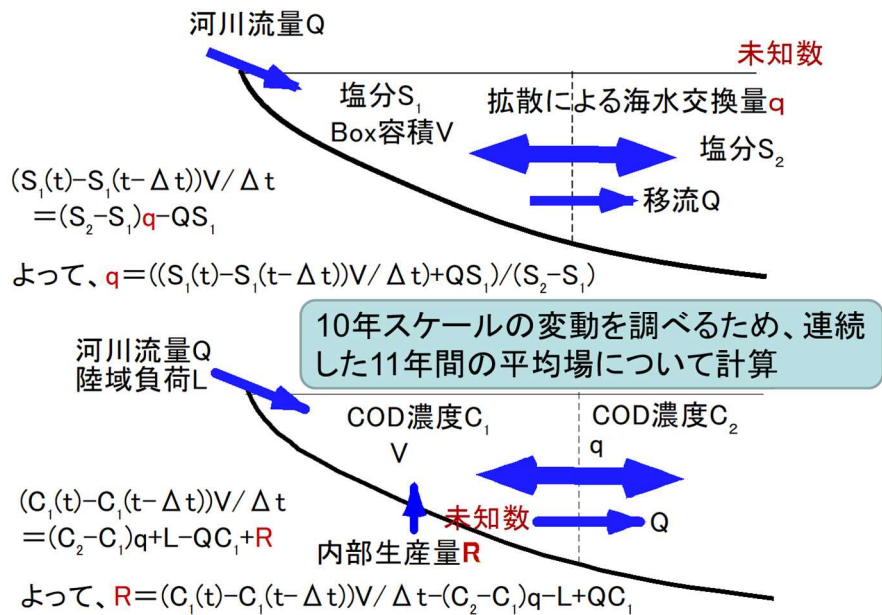 河川流量Q
未知数
塩分S₁
Box容積V
拡散による海水交換量q
塩分S₂
移流Q
(S₁(t)-S₁(t-Δt))V/Δt
=(S₂-S₁)q-QS₁
よって、q=((S₁(t)-S₁(t-Δt))V/Δt)+QS₁)/(S₂-S₁)
10年スケールの変動を調べるため、連続
した11年間の平均場について計算
河川流量Q
陸域負荷L
COD濃度C₁
V
COD濃度C₂
q
(C₁(t)-C₁(t-Δt))V/Δt
=(C₂-C₁)q+L-QC₁+R
未知数
Q
内部生産量R
よって、R=(C₁(t)-C₁(t-Δt))V/Δt-(C₂-C₁)q-L+QC₁